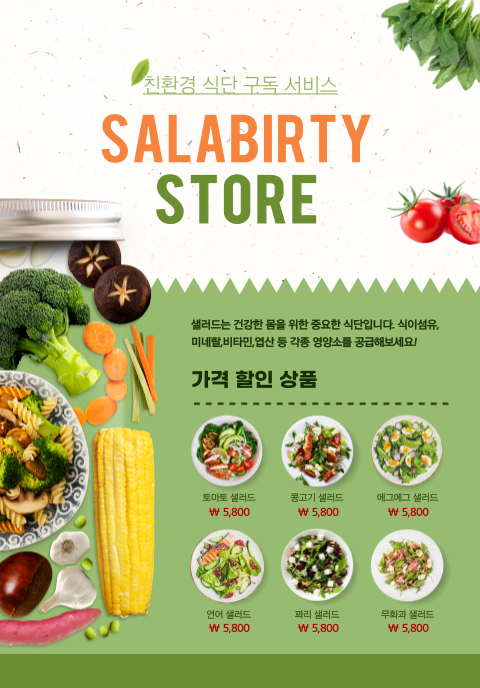 친환경 식단 구독 서비스
SALABIRTY
STORE
샐러드는 건강한 몸을 위한 중요한 식단입니다. 식이섬유,
미네랄,비타민,엽산 등 각종 영양소를 공급해보세요!
가격 할인 상품
토마토 샐러드 콩고기 샐러드 에그에그 샐러드
₩ 5,800 ₩ 5,800 ₩ 5,800
연어 샐러드 꽈리 샐러드 무화과 샐러드
₩ 5,800 ₩ 5,800 ₩ 5,800